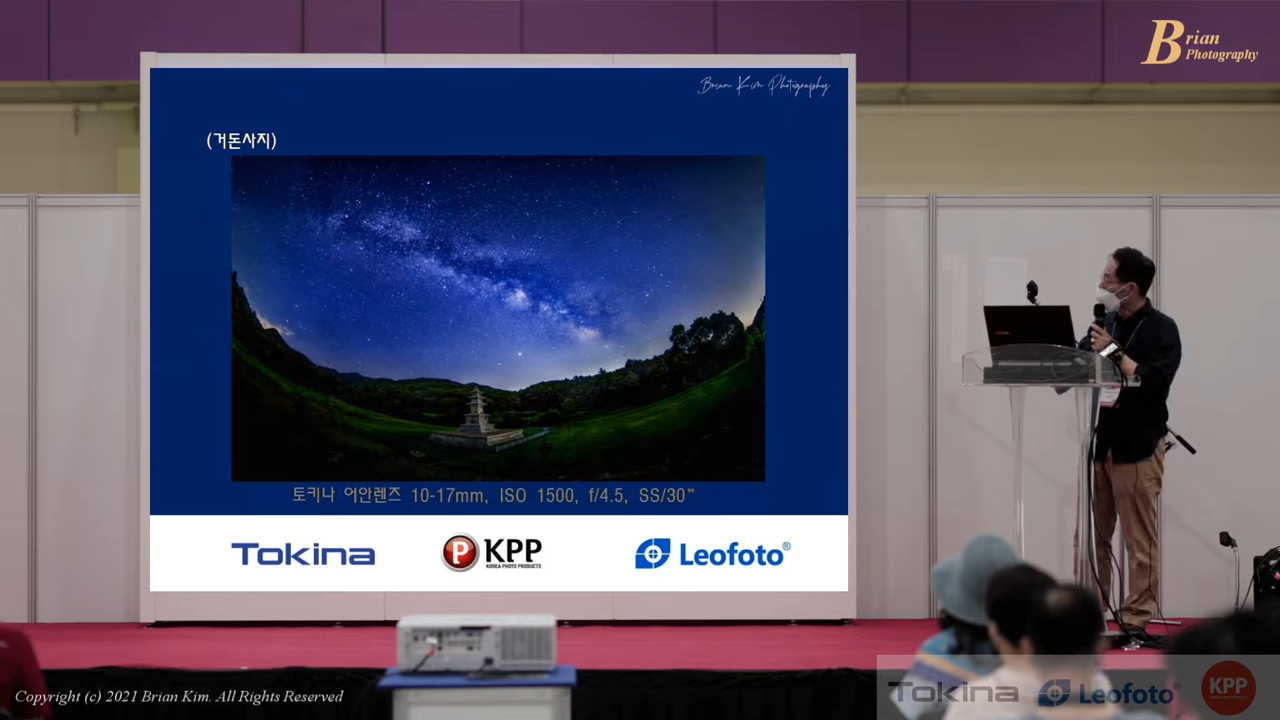 Brian
Photography
Brian Kim Photography
(거돈사지)
토키나 어안렌즈 10-17mm, ISO 1500, f/4.5, SS/30”
Tokina
P KPP
KOREA PHOTO PRODUCTS
Leofoto®
Copyright (c) 2021 Brian Kim. All Rights Reserved
Tokina Leofoto® KPP